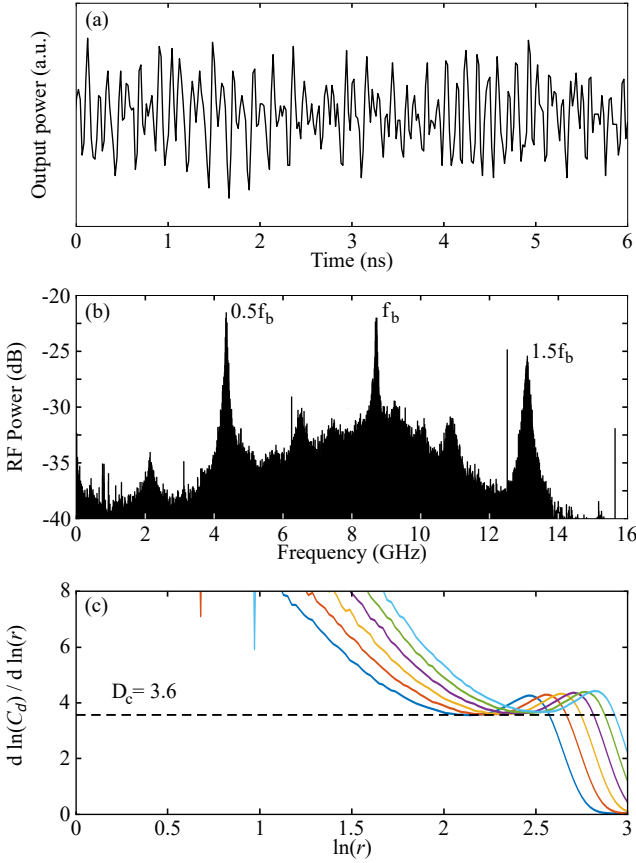 (a)
Output power (a.u.)
0 1 2 3 4 5 6
Time (ns)
(b)
0.5f_b
f_b
1.5f_b
-20
-25
-30
-35
-40
RF Power (dB)
0 2 4 6 8 10 12 14 16
Frequency (GHz)
(c)
8
6
4
2
0
D_c= 3.6
d ln(C_d) / d ln(r)
0 0.5 1 1.5 2 2.5 3
ln(r)